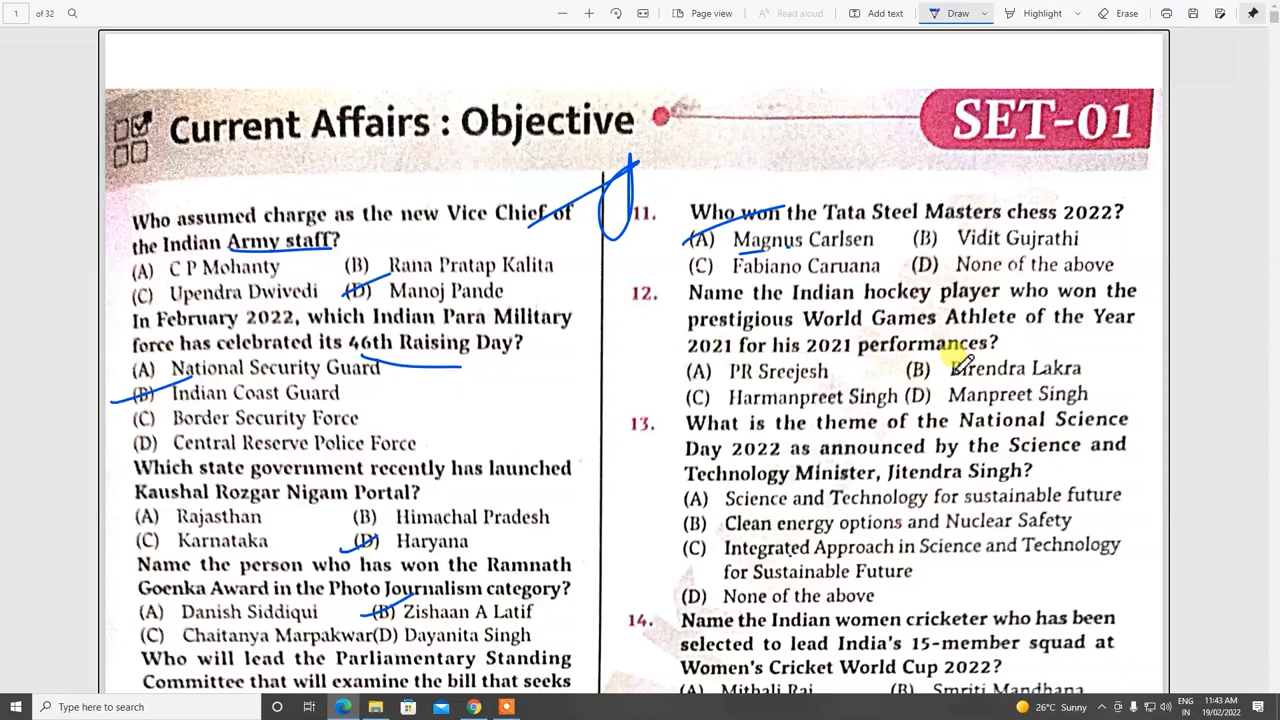 1 of 32
Page view
Read aloud
Add text
Draw
Highlight
Erase
Current Affairs : Objective
SET-01
Who assumed charge as the new Vice Chief of
the Indian Army staff?
(A) C P Mohanty (B) Rana Pratap Kalita
(C) Upendra Dwivedi (D) Manoj Pande
In February 2022, which Indian Para Military
force has celebrated its 46th Raising Day?
(A) National Security Guard
(B) Indian Coast Guard
(C) Border Security Force
(D) Central Reserve Police Force
Which state government recently has launched
Kaushal Rozgar Nigam Portal?
(A) Rajasthan (B) Himachal Pradesh
(C) Karnataka (D) Haryana
Name the person who has won the Ramnath
Goenka Award in the Photo Journalism category?
(A) Danish Siddiqui (B) Zishaan A Latif
(C) Chaitanya Marpakwar(D) Dayanita Singh
Who will lead the Parliamentary Standing
Committee that will examine the bill that seeks
11. Who won the Tata Steel Masters chess 2022?
(A) Magnus Carlsen (B) Vidit Gujrathi
(C) Fabiano Caruana (D) None of the above
12. Name the Indian hockey player who won the
prestigious World Games Athlete of the Year
2021 for his 2021 performances?
(A) PR Sreejesh (B) Birendra Lakra
(C) Harmanpreet Singh (D) Manpreet Singh
13. What is the theme of the National Science
Day 2022 as announced by the Science and
Technology Minister, Jitendra Singh?
(A) Science and Technology for sustainable future
(B) Clean energy options and Nuclear Safety
(C) Integrated Approach in Science and Technology
for Sustainable Future
(D) None of the above
14. Name the Indian women cricketer who has been
selected to lead India's 15-member squad at
Women's Cricket World Cup 2022?
(A) Mithali Raj (B) Smriti Mandhana
Type here to search
26°C Sunny
ENG
IN
11:43 AM
19/02/2022